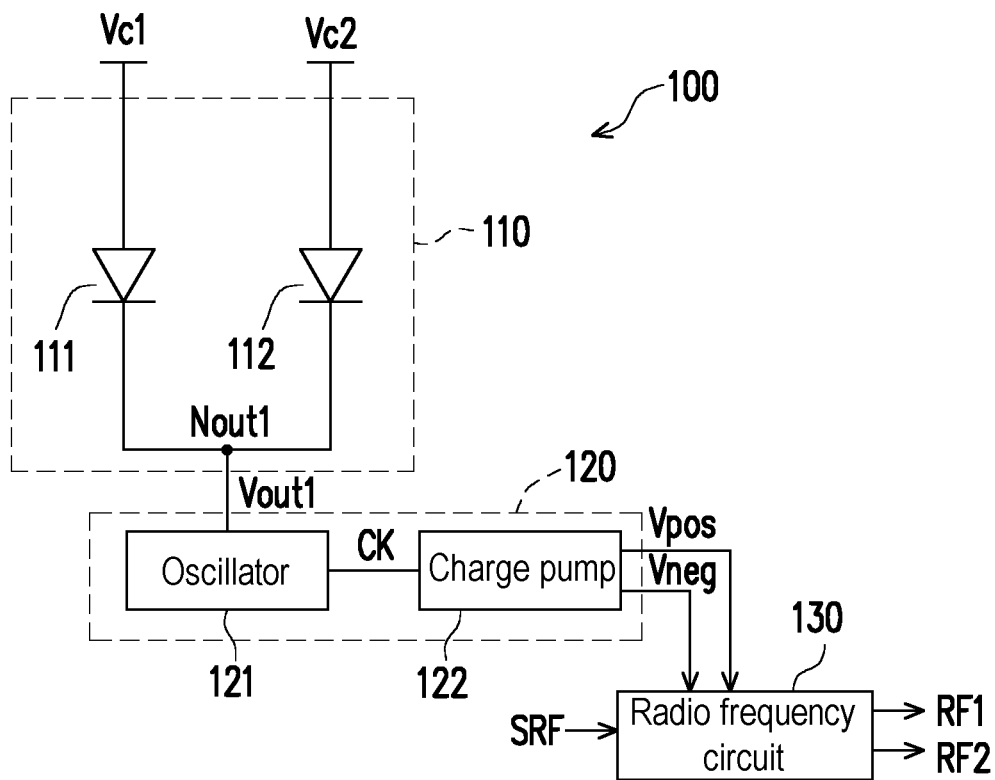 Vc1
Vc2
100
110
111
112
Nout1
Vout1
120
Oscillator
CK
Charge pump
Vpos
Vneg
121
122
130
SRF
Radio frequency
circuit
RF1
RF2